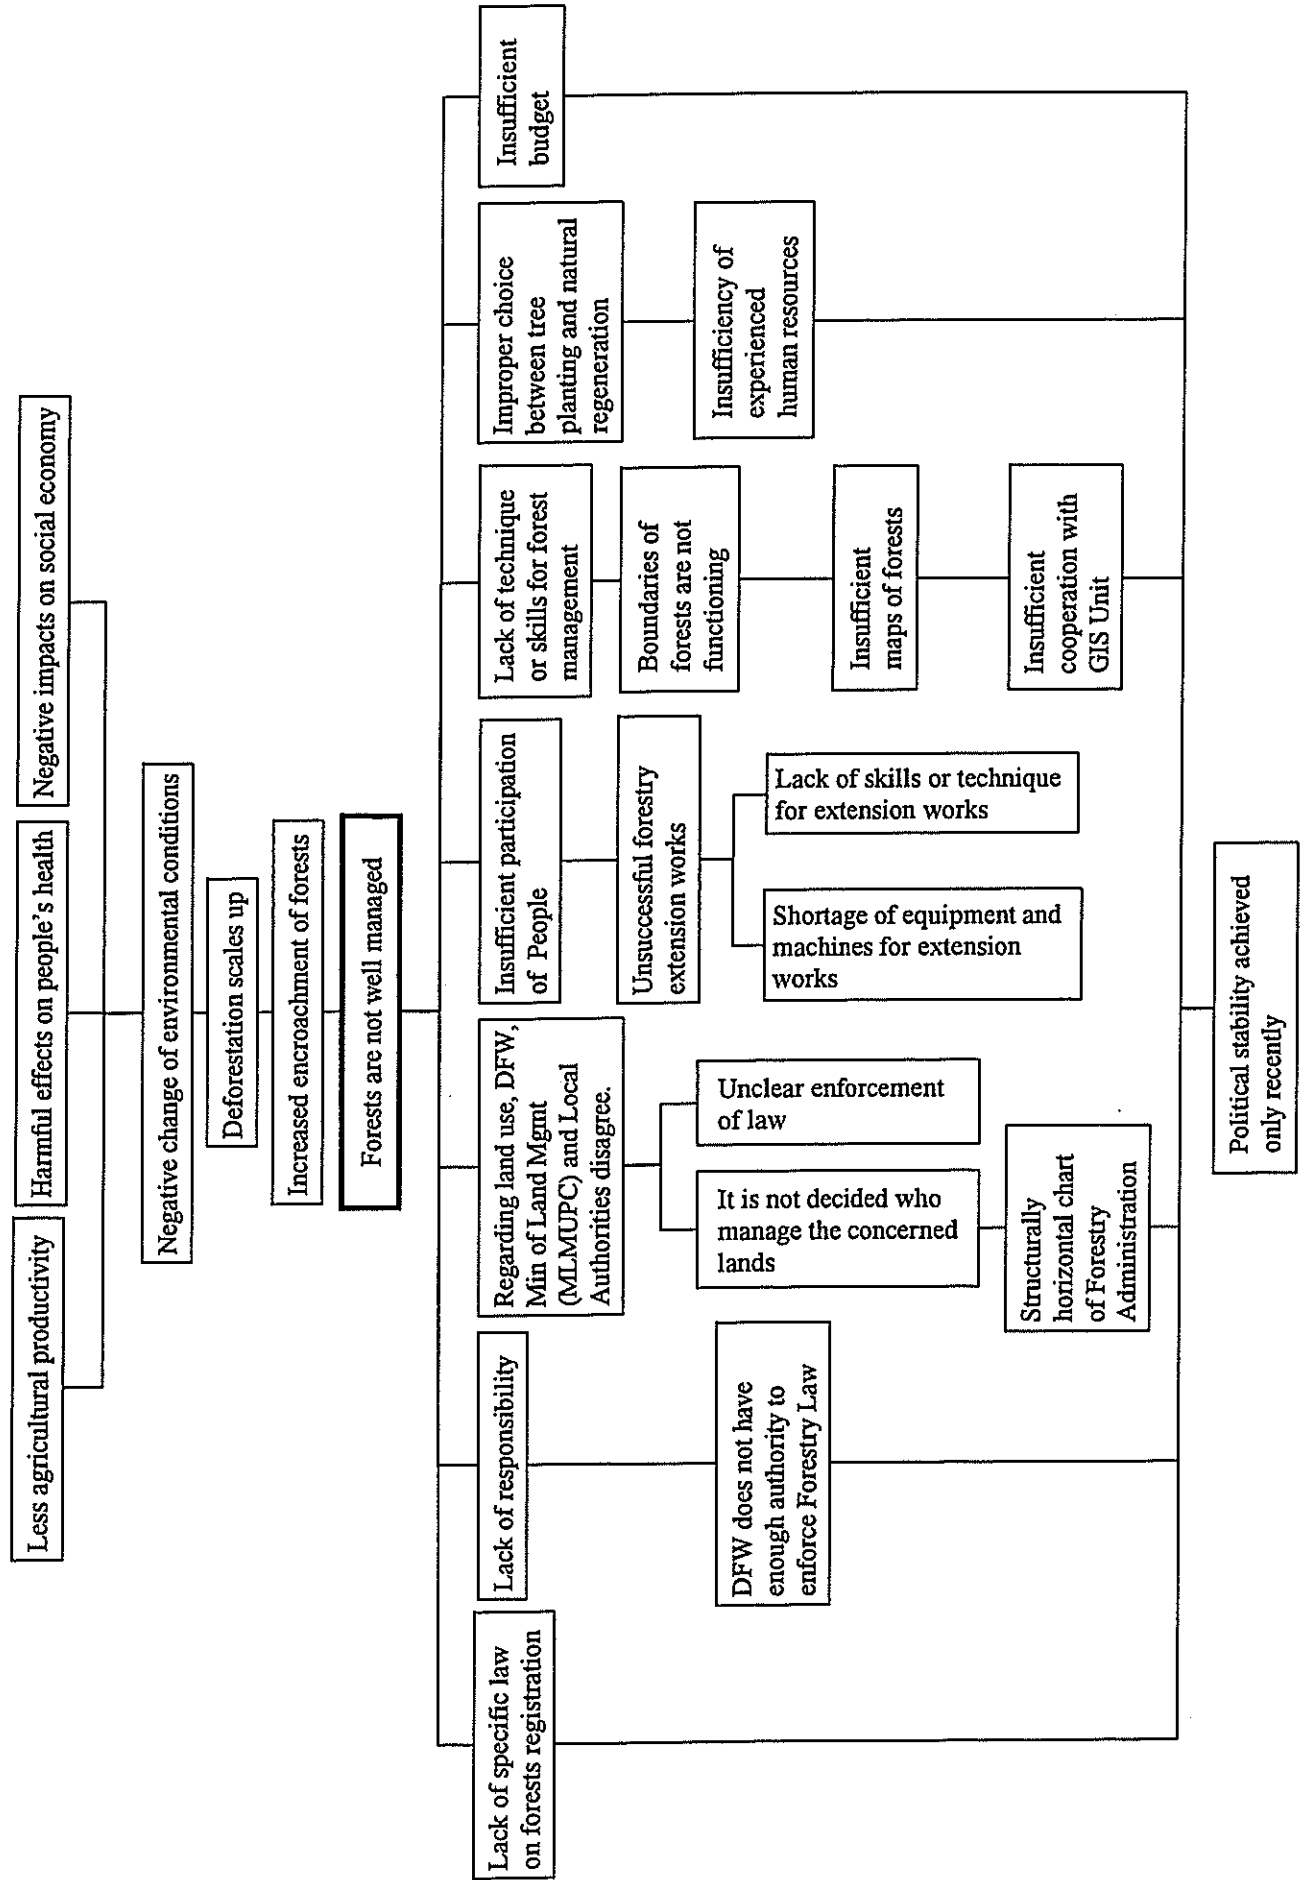 Less agricultural productivity
Harmful effects on people's health
Negative impacts on social economy
Negative change of environmental conditions
Deforestation scales up
Increased encroachment of forests
Forests are not well managed
Lack of specific law
on forests registration
Lack of responsibility
Regarding land use, DFW,
Min of Land Mgmt
(MLMUPC) and Local
Authorities disagree.
Insufficient participation
of People
Lack of technique
or skills for forest
management
Improper choice
between tree
planting and natural
regeneration
Insufficient
budget
DFW does not have
enough authority to
enforce Forestry Law
It is not decided who
manage the concerned
lands
Unclear enforcement
of law
Structurally
horizontal chart
of Forestry
Administration
Unsuccessful forestry
extension works
Shortage of equipment and
machines for extension
works
Lack of skills or technique
for extension works
Boundaries of
forests are not
functioning
Insufficient
maps of forests
Insufficient
cooperation with
GIS Unit
Insufficiency of
experienced
human resources
Political stability achieved
only recently